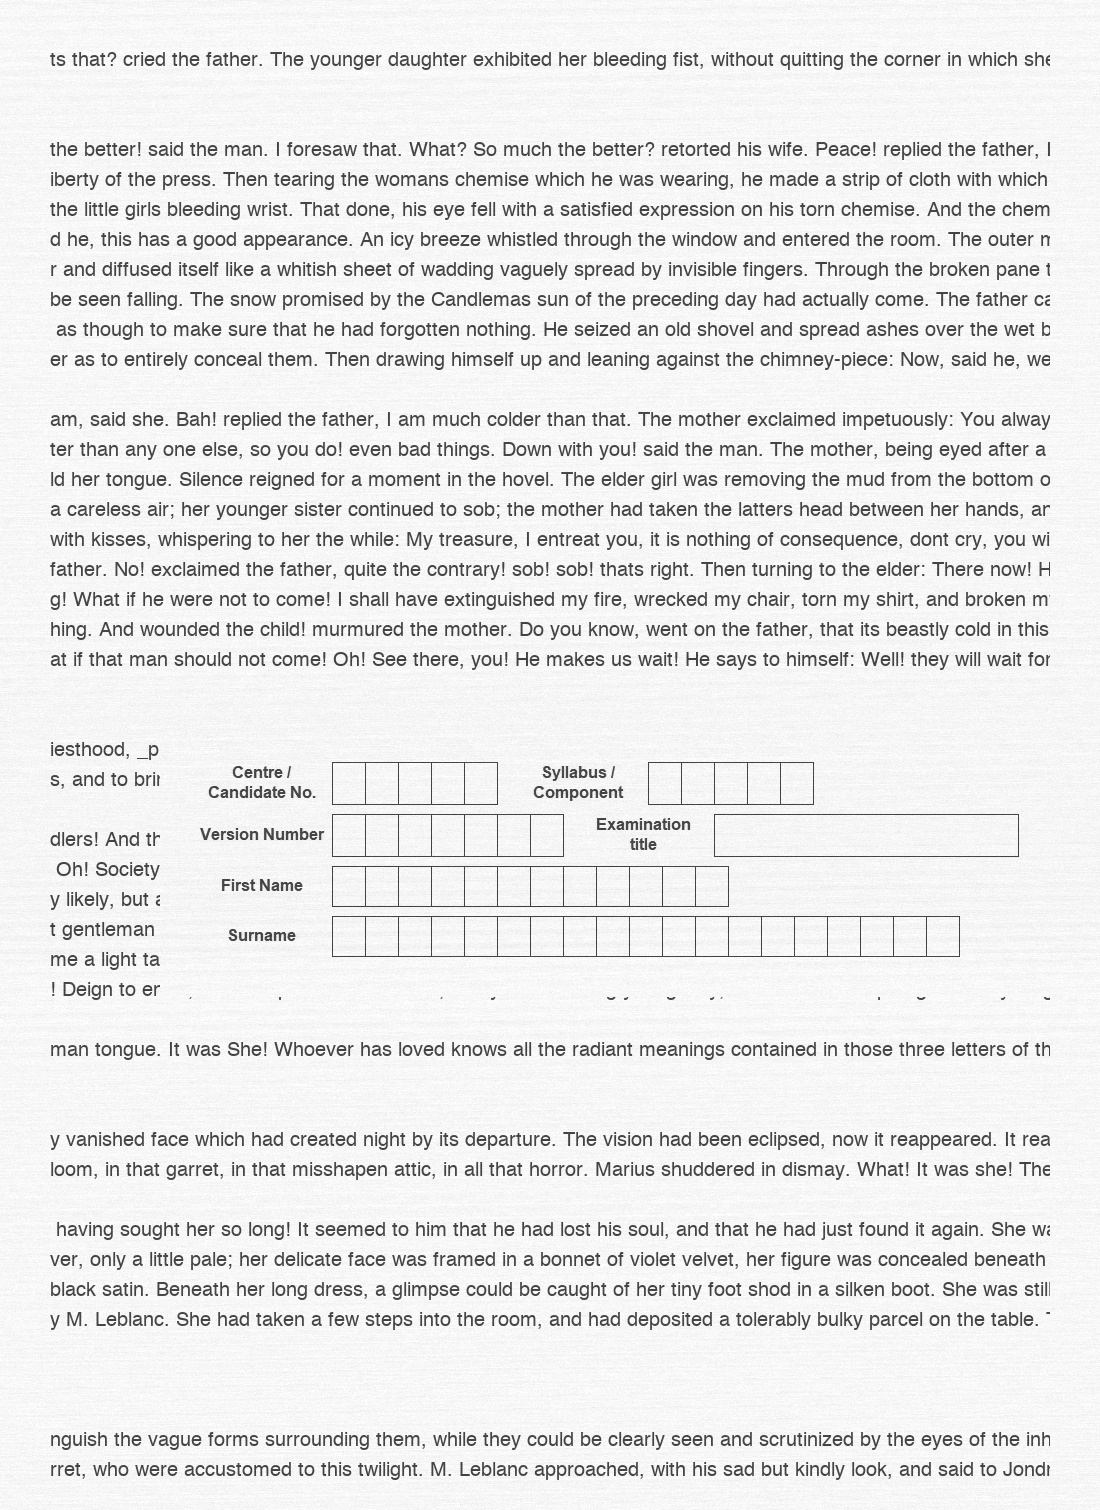 ts that? cried the father. The younger daughter exhibited her bleeding fist, without quitting the corner in which she
the better! said the man. I foresaw that. What? So much the better? retorted his wife. Peace! replied the father, I
iberty of the press. Then tearing the womans chemise which he was wearing, he made a strip of cloth with which
the little girls bleeding wrist. That done, his eye fell with a satisfied expression on his torn chemise. And the chem
d he, this has a good appearance. An icy breeze whistled through the window and entered the room. The outer m
r and diffused itself like a whitish sheet of wadding vaguely spread by invisible fingers. Through the broken pane t
be seen falling. The snow promised by the Candlemas sun of the preceding day had actually come. The father ca
as though to make sure that he had forgotten nothing. He seized an old shovel and spread ashes over the wet b
er as to entirely conceal them. Then drawing himself up and leaning against the chimney-piece: Now, said he, we
am, said she. Bah! replied the father, I am much colder than that. The mother exclaimed impetuously: You alway
ter than any one else, so you do! even bad things. Down with you! said the man. The mother, being eyed after a
ld her tongue. Silence reigned for a moment in the hovel. The elder girl was removing the mud from the bottom o
a careless air; her younger sister continued to sob; the mother had taken the latters head between her hands, an
with kisses, whispering to her the while: My treasure, I entreat you, it is nothing of consequence, dont cry, you wi
father. No! exclaimed the father, quite the contrary! sob! sob! thats right. Then turning to the elder: There now! H
g! What if he were not to come! I shall have extinguished my fire, wrecked my chair, torn my shirt, and broken m
hing. And wounded the child! murmured the mother. Do you know, went on the father, that its beastly cold in this
at if that man should not come! Oh! See there, you! He makes us wait! He says to himself: Well! they will wait for
iesthood, _p
s, and to brin
dlers! And th
Oh! Society
y likely, but a
t gentleman
me a light ta
! Deign to en
Centre / Candidate No.
Syllabus / Component
Version Number
Examination title
First Name
Surname
man tongue. It was She! Whoever has loved knows all the radiant meanings contained in those three letters of th
y vanished face which had created night by its departure. The vision had been eclipsed, now it reappeared. It rea
loom, in that garret, in that misshapen attic, in all that horror. Marius shuddered in dismay. What! It was she! The
having sought her so long! It seemed to him that he had lost his soul, and that he had just found it again. She wa
ver, only a little pale; her delicate face was framed in a bonnet of violet velvet, her figure was concealed beneath
black satin. Beneath her long dress, a glimpse could be caught of her tiny foot shod in a silken boot. She was still
y M. Leblanc. She had taken a few steps into the room, and had deposited a tolerably bulky parcel on the table.
nguish the vague forms surrounding them, while they could be clearly seen and scrutinized by the eyes of the inh
rret, who were accustomed to this twilight. M. Leblanc approached, with his sad but kindly look, and said to Jondr